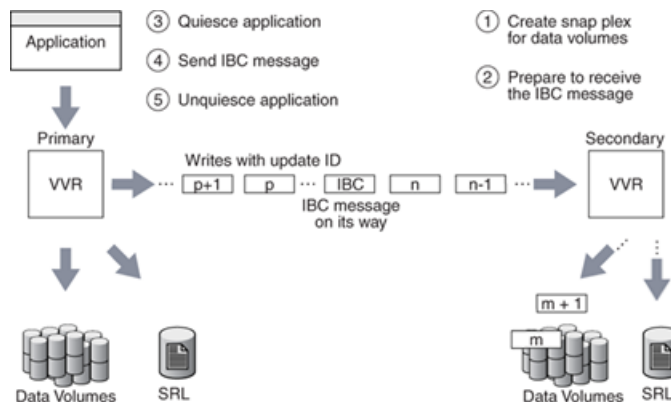 Application
③ Quiesce application
④ Send IBC message
⑤ Unquiesce application
① Create snap plex
for data volumes
② Prepare to receive
the IBC message
Primary
VVR
Writes with update ID
... p+1 p ... IBC n n-1 ...
IBC message
on its way
Secondary
VVR
Data Volumes
SRL
m + 1
m
Data Volumes
SRL